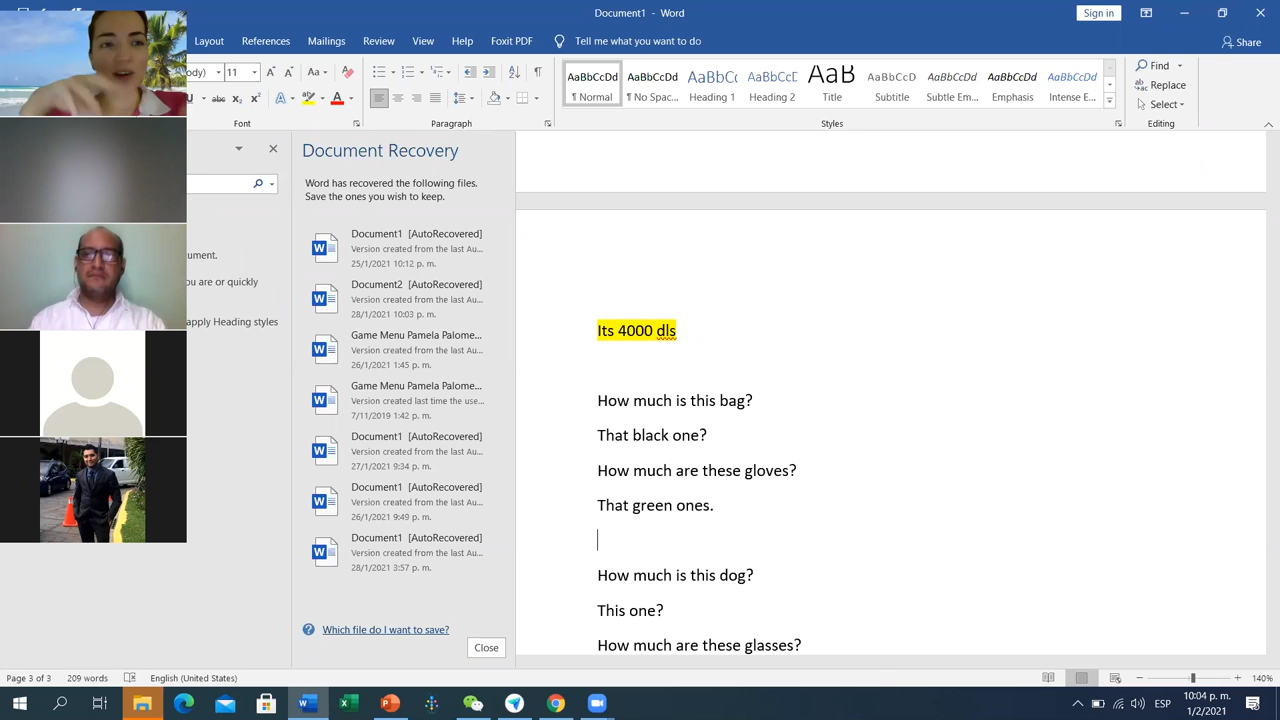 Document1 - Word
Sign in
Layout References Mailings Review View Help Foxit PDF Tell me what you want to do
Share
11 Aa
AaBbCcDd AaBbCcDd AaBbC AaBbCcC AaB AaBbCcD AaBbCcDd AaBbCcDd AaBbCcDd
¶ Normal ¶ No Spac... Heading 1 Heading 2 Title Subtitle Subtle Em... Emphasis Intense E...
Find
Replace
Select
abc X2 X2
Font Paragraph Styles Editing
Document Recovery
Word has recovered the following files.
Save the ones you wish to keep.
Document1 [AutoRecovered]
Version created from the last Au...
25/1/2021 10:12 p. m.
Document2 [AutoRecovered]
Version created from the last Au...
28/1/2021 10:03 p. m.
Game Menu Pamela Palome...
Version created from the last Au...
26/1/2021 1:45 p. m.
Game Menu Pamela Palome...
Version created last time the use...
7/11/2019 1:42 p. m.
Document1 [AutoRecovered]
Version created from the last Au...
27/1/2021 9:34 p. m.
Document1 [AutoRecovered]
Version created from the last Au...
26/1/2021 9:49 p. m.
Document1 [AutoRecovered]
Version created from the last Au...
28/1/2021 3:57 p. m.
Which file do I want to save?
Close
or quickly
apply Heading styles
Its 4000 dls
How much is this bag?
That black one?
How much are these gloves?
That green ones.
How much is this dog?
This one?
How much are these glasses?
Page 3 of 3 209 words English (United States)
140%
ESP
10:04 p. m.
1/2/2021